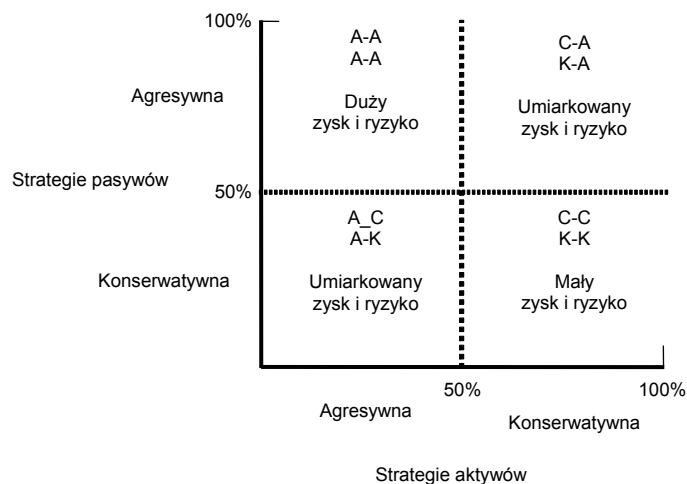 100%
A-A
A-A
C-A
K-A
Agresywna
Duży
zysk i ryzyko
Umiarkowany
zysk i ryzyko
Strategie pasywów
50%
A_C
A-K
C-C
K-K
Konserwatywna
Umiarkowany
zysk i ryzyko
Mały
zysk i ryzyko
50%
100%
Agresywna
Konserwatywna
Strategie aktywów